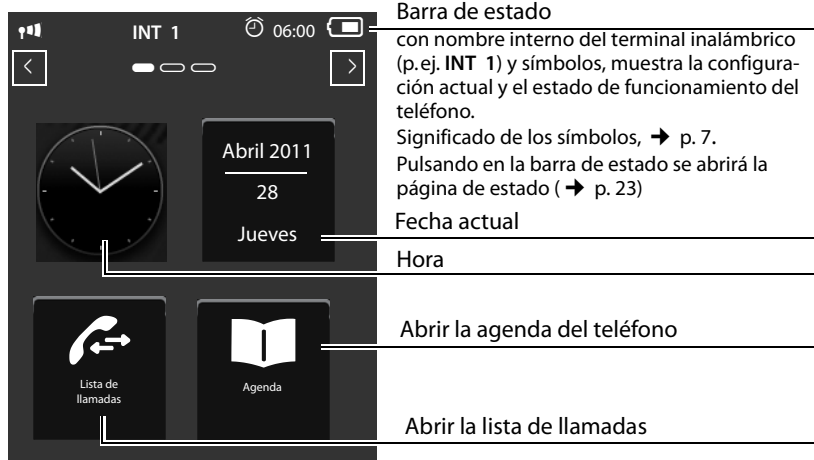 INT 1 06:00
Abril 2011
28
Jueves
Lista de
llamadas
Agenda
Barra de estado
con nombre interno del terminal inalámbrico
(p. ej. INT 1) y símbolos, muestra la configura-
ción actual y el estado de funcionamiento del
teléfono.
Significado de los símbolos, ➔ p. 7.
Pulsando en la barra de estado se abrirá la
página de estado ( ➔ p. 23)
Fecha actual
Hora
Abrir la agenda del teléfono
Abrir la lista de llamadas